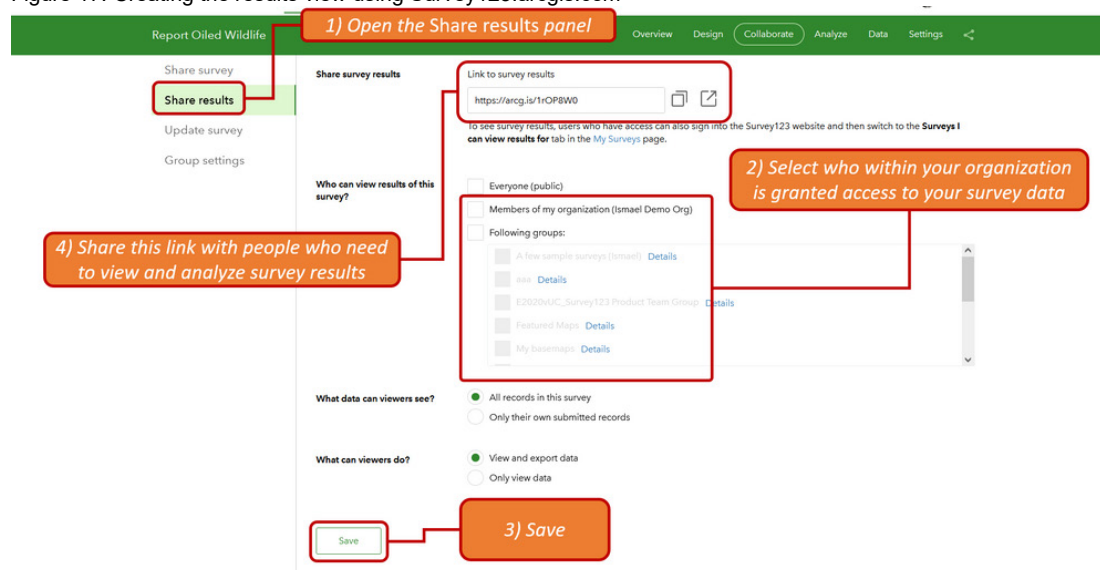 1) Open the Share results panel
Report Oiled Wildlife
Overview Design Collaborate Analyze Data Settings
Share survey
Share results
Update survey
Group settings
Share survey results
Link to survey results
https://arcg.is/1rOP8W0
To see survey results, users who have access can also sign into the Survey123 website and then switch to the Surveys I
can view results for tab in the My Surveys page.
2) Select who within your organization
is granted access to your survey data
Who can view results of this
survey?
Everyone (public)
Members of my organization (Ismael Demo Org)
Following groups:
4) Share this link with people who need
to view and analyze survey results
A few sample surveys (Ismael) Details
aaa Details
E2020vUC_Survey123 Product Team Group Details
Featured Maps Details
My basemaps Details
What data can viewers see?
All records in this survey
Only their own submitted records
What can viewers do?
View and export data
Only view data
Save
3) Save